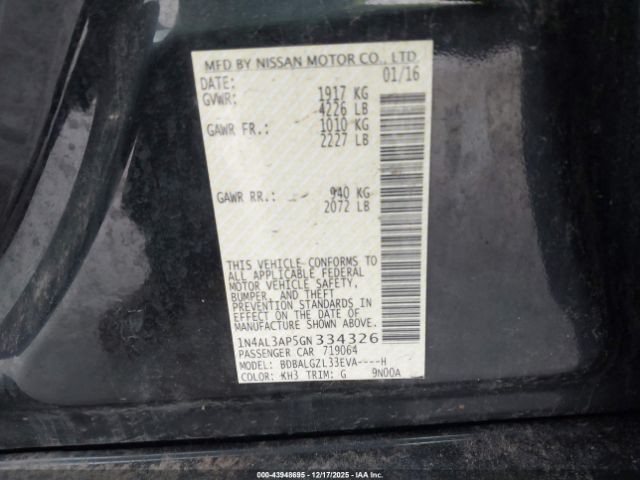 MFD BY NISSAN MOTOR CO., LTD
DATE: 01/16
GVWR: 1917 KG
4226 LB
GAWR FR.: 1010 KG
2227 LB
GAWR RR.: 940 KG
2072 LB
THIS VEHICLE CONFORMS TO
ALL APPLICABLE FEDERAL
MOTOR VEHICLE SAFETY,
BUMPER, AND THEFT
PREVENTION STANDARDS IN
EFFECT ON THE DATE OF
MANUFACTURE SHOWN ABOVE.
1N4AL3AP5GN334326
PASSENGER CAR 719064
MODEL: BDBALGZL33EVA----H
COLOR: KH3 TRIM: G 9N00A
000-43948695 - 12/17/2025 - IAA Inc.